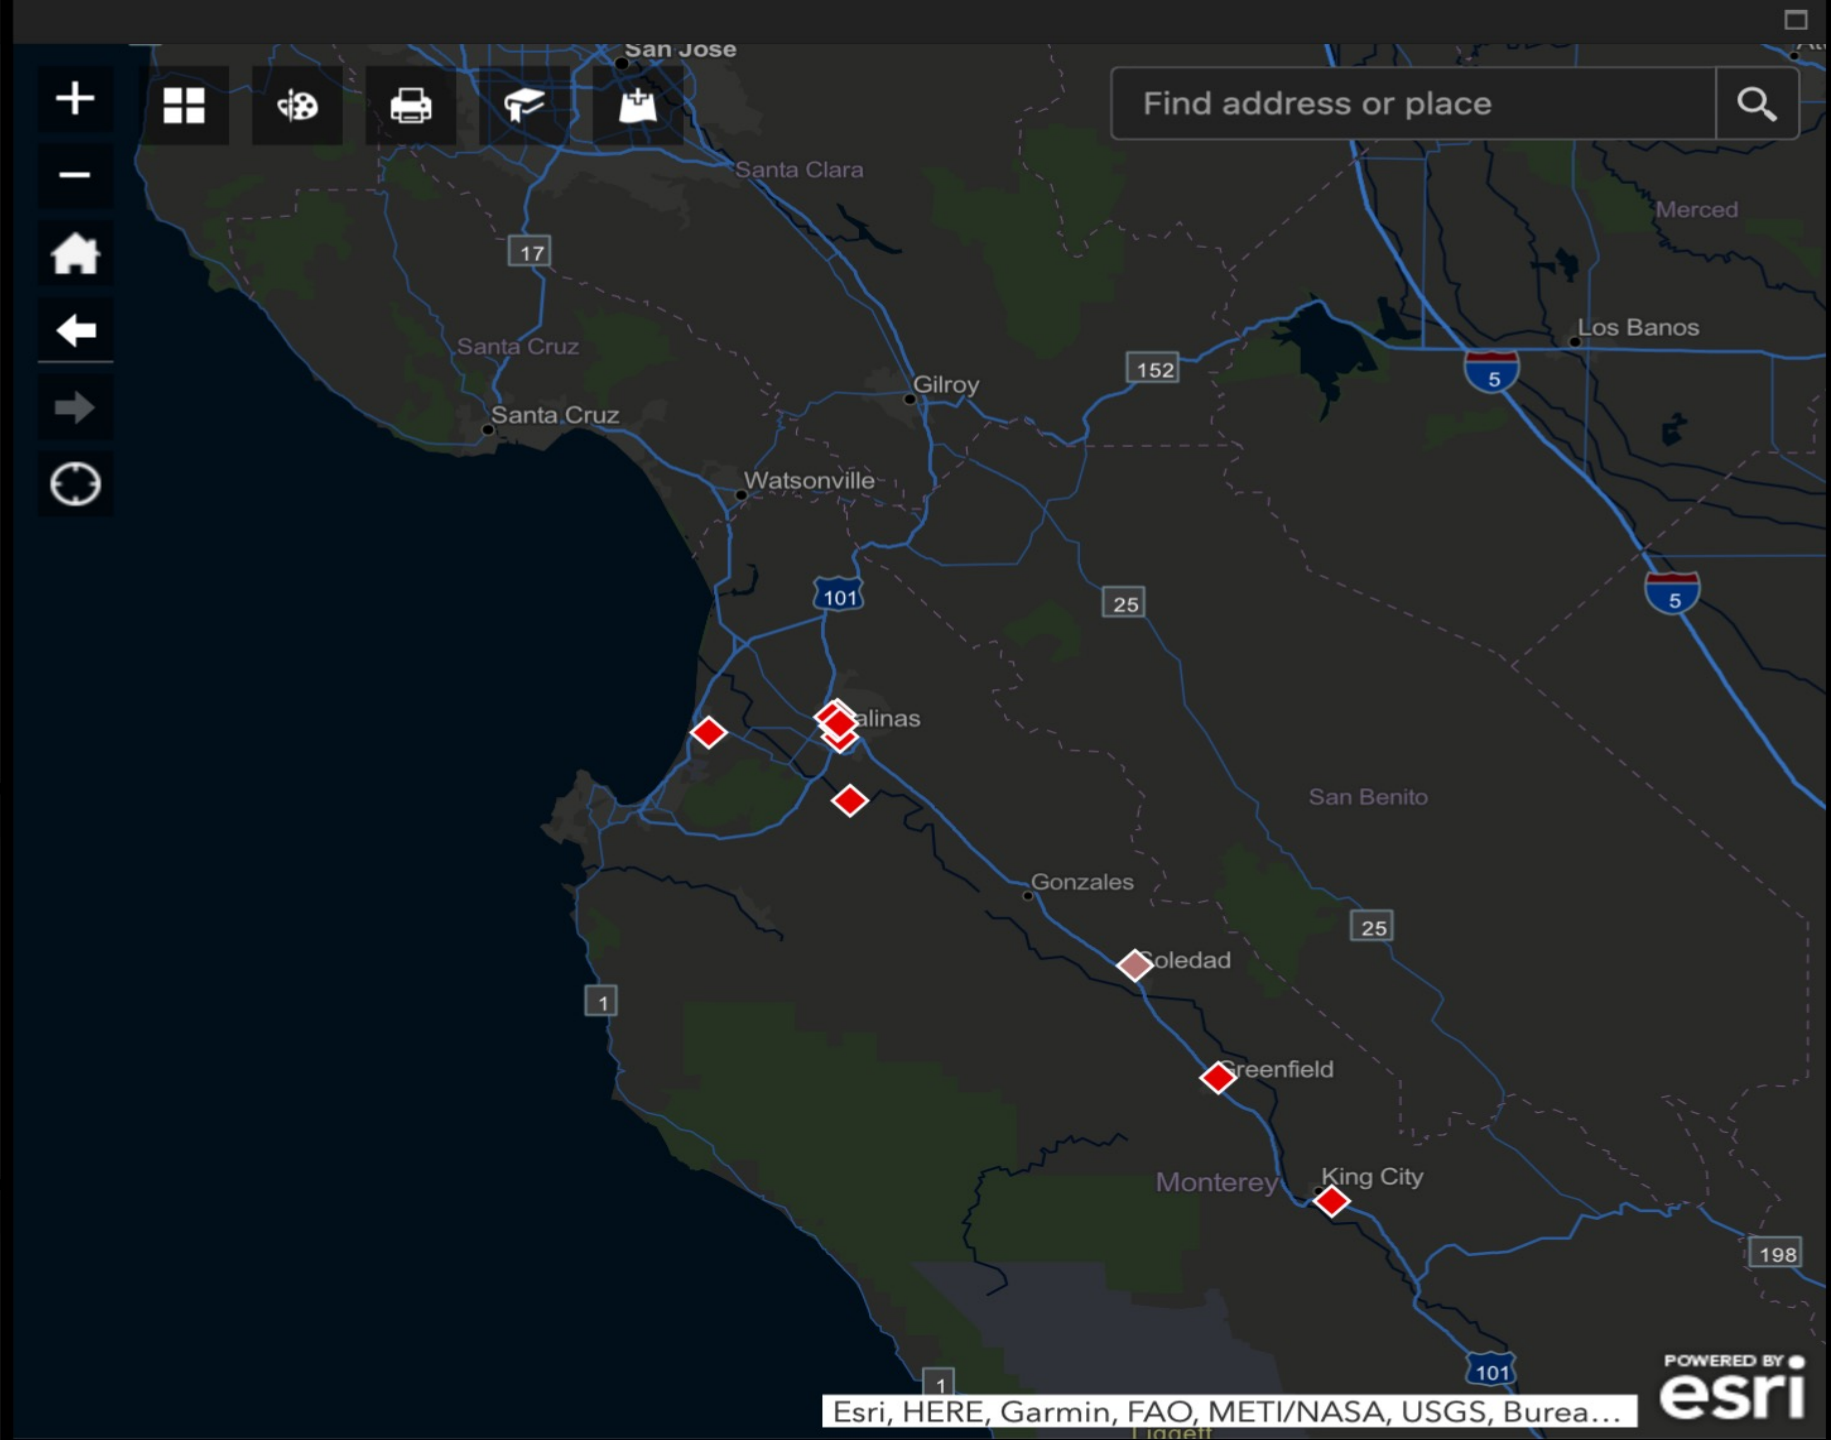 San Jose
Find address or place
Santa Clara
Merced
17
Los Banos
Santa Cruz
152
5
Gilroy
Santa Cruz
Watsonville
101
25
5
alinas
San Benito
Gonzales
25
Soledad
1
Greenfield
King City
Monterey
198
101
1
POWERED BY
esri
Esri, HERE, Garmin, FAO, METI/NASA, USGS, Burea...